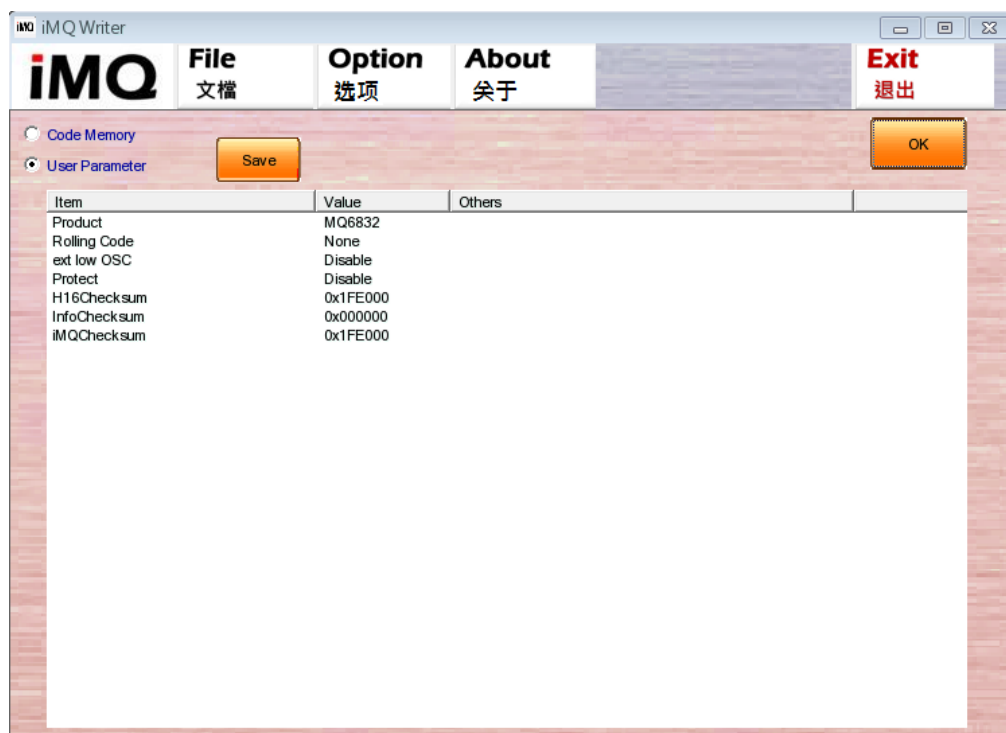 iMQ iMQ Writer
iMQ
File Option About Exit
文檔 选项 关于 退出
Code Memory
OK
User Parameter Save
Item Value Others
Product MQ6832
Rolling Code None
ext low OSC Disable
Protect Disable
H16Checksum 0x1FE000
InfoChecksum 0x000000
iMQChecksum 0x1FE000